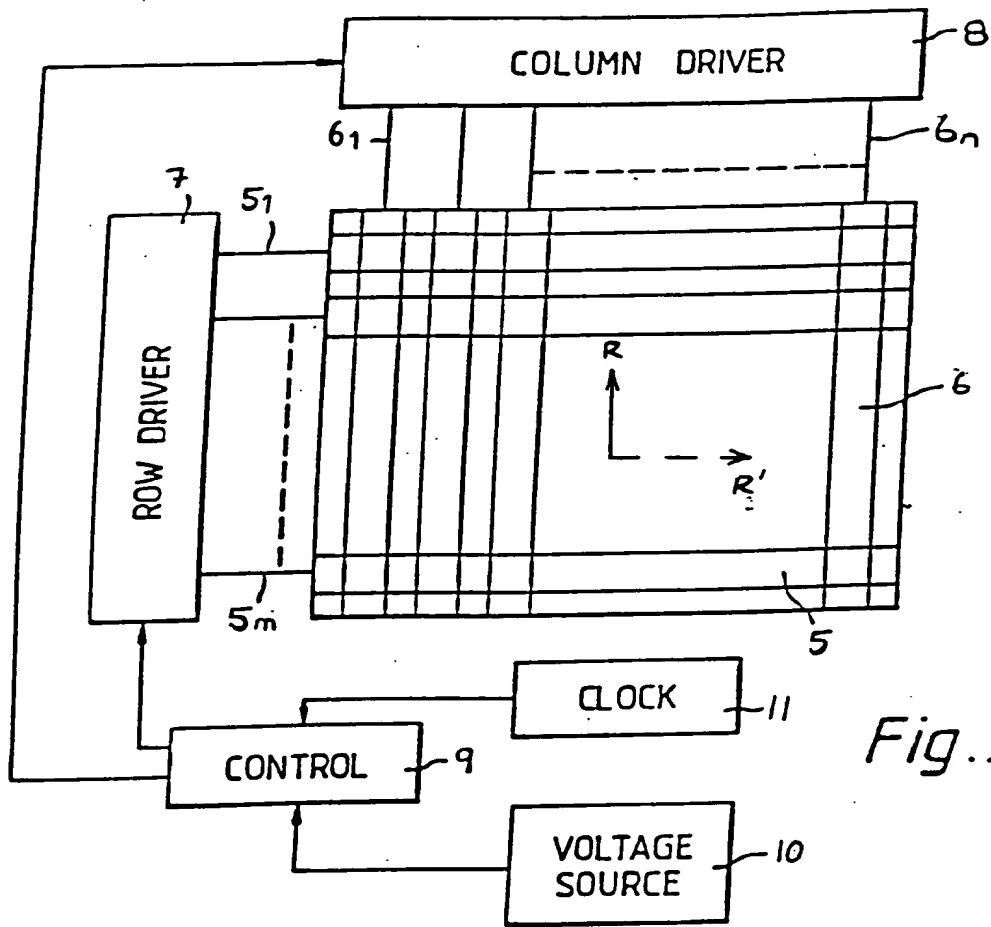 8
COLUMN DRIVER
6₁
6ₙ
7
5₁
ROW DRIVER
R
6
R'
5ₘ
5
CLOCK
11
CONTROL
9
Fig..
VOLTAGE
SOURCE
10